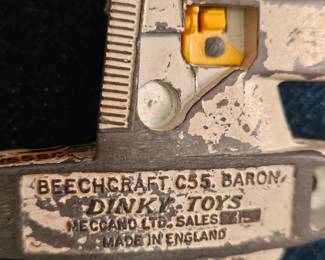 BEECHCRAFT C55. BARON
DINKY-TOYS
MECCANO LTD. SALES
MADE IN ENGLAND